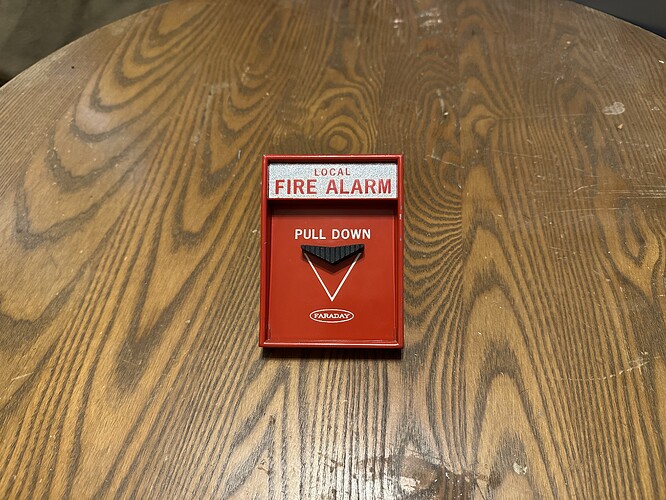 LOCAL
FIRE ALARM
PULL DOWN
FARADAY